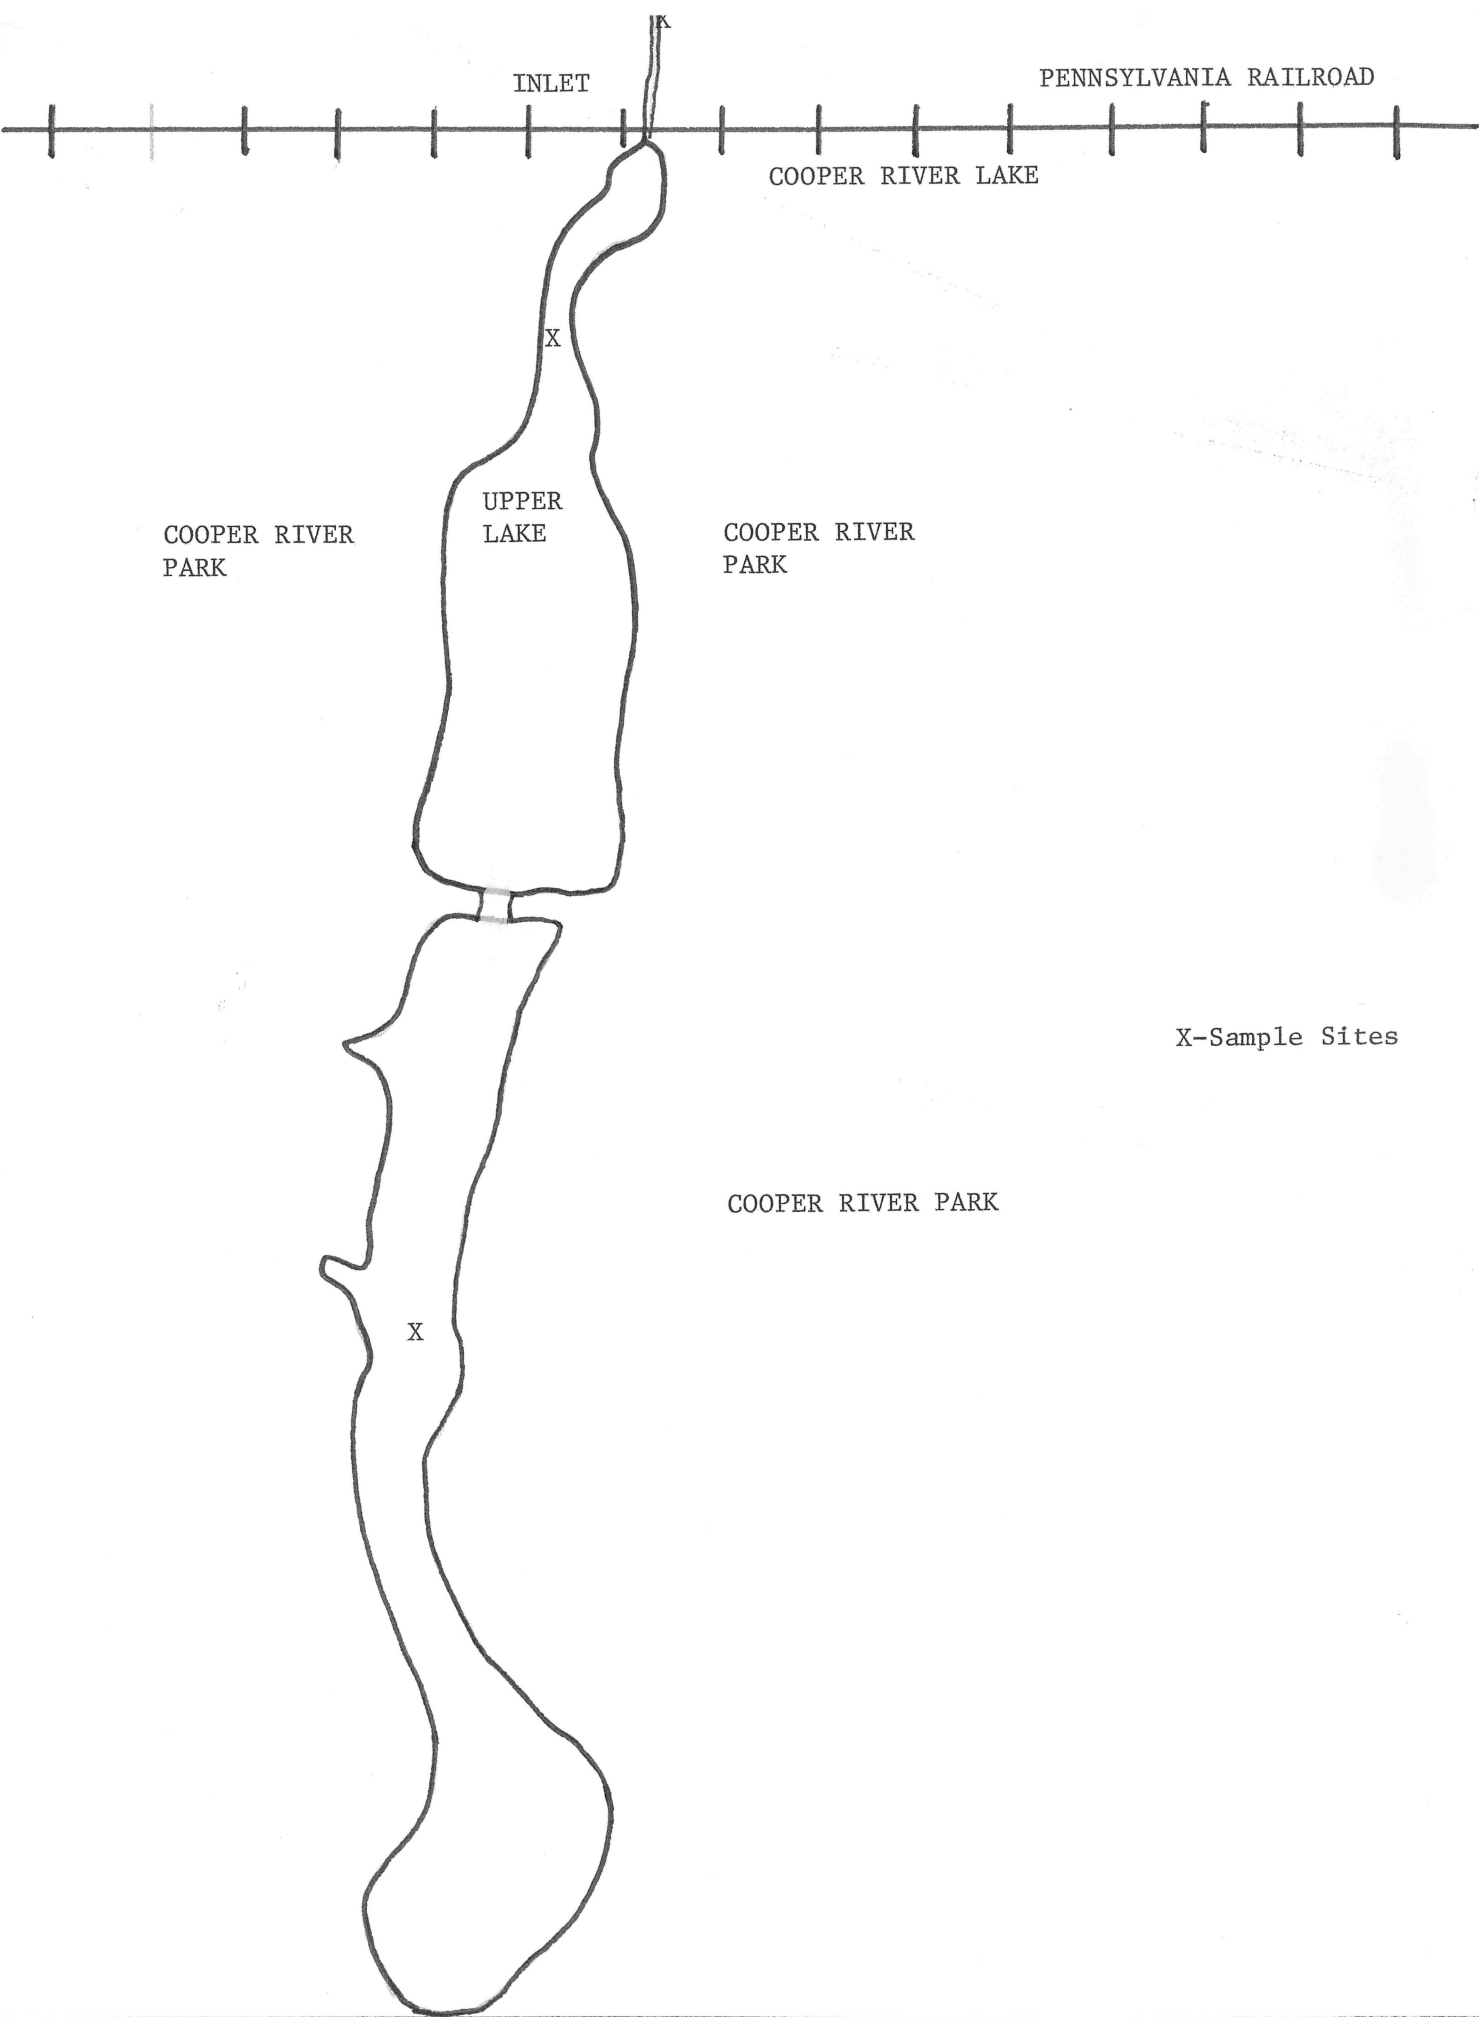 X
INLET
PENNSYLVANIA RAILROAD
COOPER RIVER LAKE
X
UPPER
LAKE
COOPER RIVER
PARK
COOPER RIVER
PARK
X-Sample Sites
COOPER RIVER PARK
X